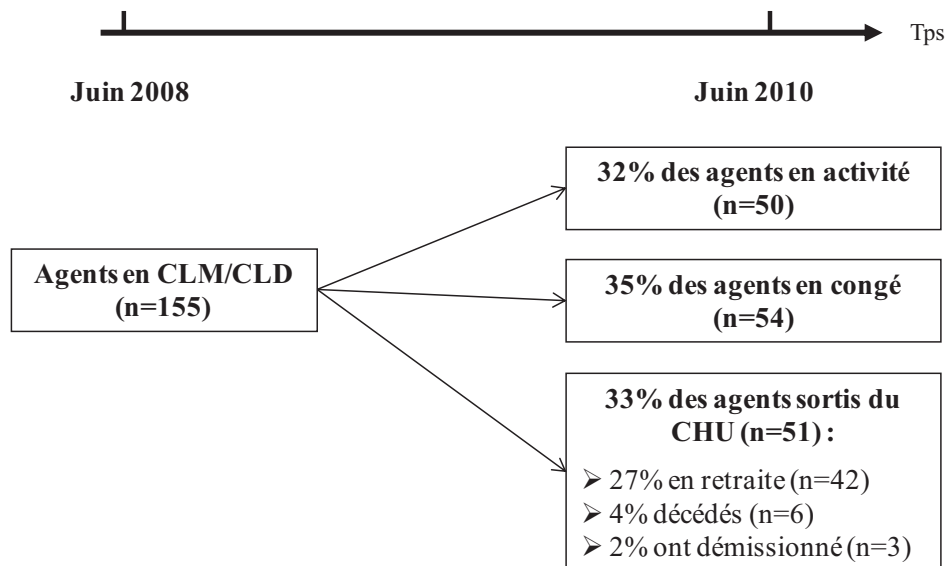 Tps
Juin 2008
Juin 2010
32% des agents en activité
(n=50)
Agents en CLM/CLD
(n=155)
35% des agents en congé
(n=54)
33% des agents sortis du
CHU (n=51) :
➢ 27% en retraite (n=42)
➢ 4% décédés (n=6)
➢ 2% ont démissionné (n=3)